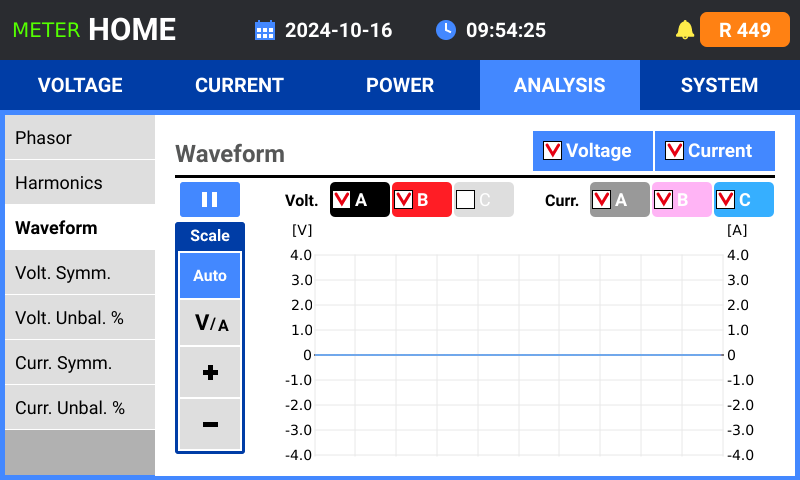 METER HOME 2024-10-16 09:54:25 R 449
VOLTAGE CURRENT POWER ANALYSIS SYSTEM
Phasor
Harmonics
Waveform
Volt. Symm.
Volt. Unbal. %
Curr. Symm.
Curr. Unbal. %
Waveform
Voltage Current
Volt. A B C Curr. A B C
Scale
Auto
V/A
+
-
[V] [A]
4.0 4.0
3.0 3.0
2.0 2.0
1.0 1.0
0 0
-1.0 -1.0
-2.0 -2.0
-3.0 -3.0
-4.0 -4.0